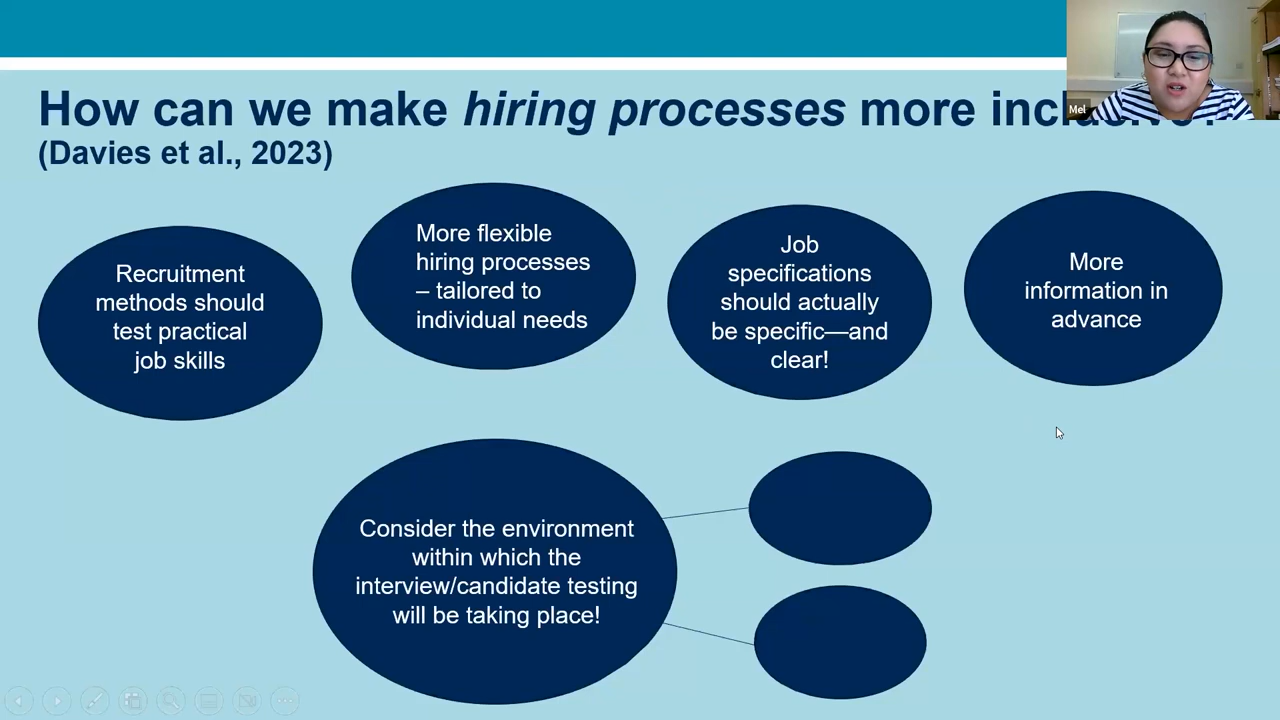 How can we make hiring processes more inclusive?
(Davies et al., 2023)
Mel
Recruitment
methods should
test practical
job skills
More flexible
hiring processes
– tailored to
individual needs
Job
specifications
should actually
be specific—and
clear!
More
information in
advance
Consider the environment
within which the
interview/candidate testing
will be taking place!